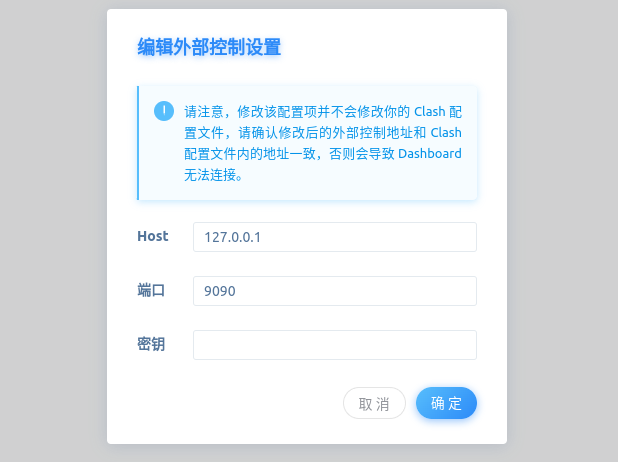 编辑外部控制设置
请注意，修改该配置项并不会修改你的 Clash 配
置文件，请确认修改后的外部控制地址和 Clash
配置文件内的地址一致，否则会导致 Dashboard
无法连接。
Host 127.0.0.1
端口 9090
密钥
取 消 确 定